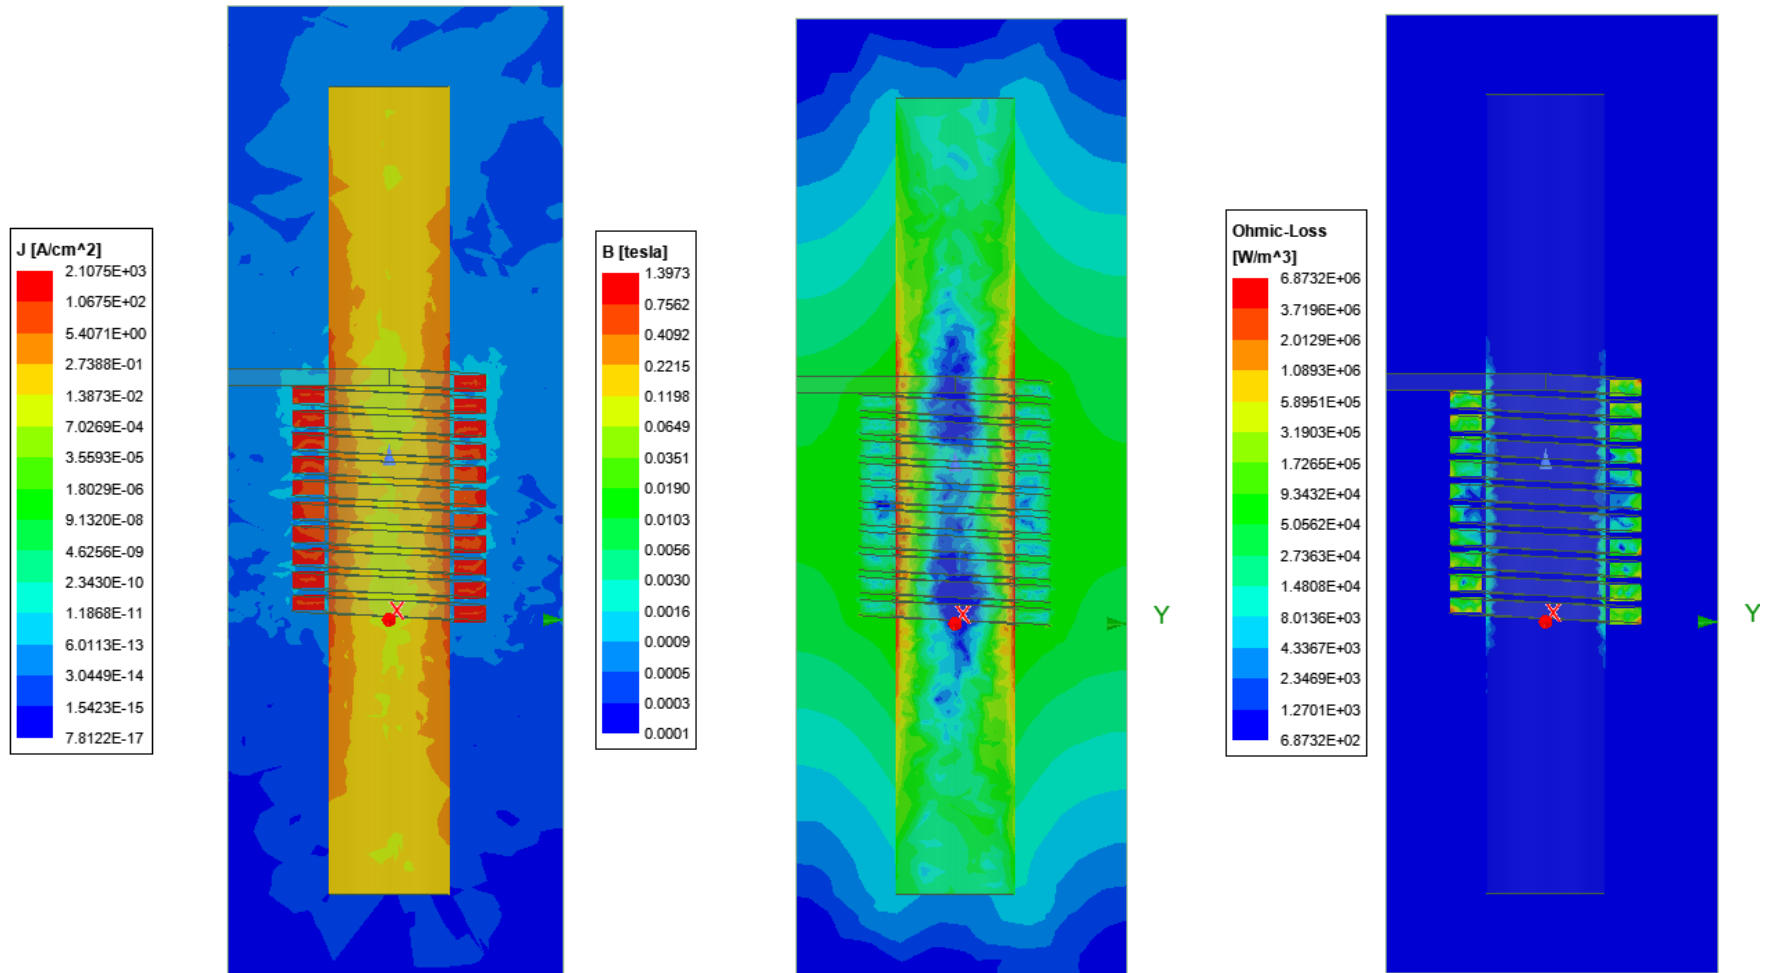 J [A/cm^2]
2.1075E+03
1.0675E+02
5.4071E+00
2.7388E-01
1.3873E-02
7.0269E-04
3.5593E-05
1.8029E-06
9.1320E-08
4.6256E-09
2.3430E-10
1.1868E-11
6.0113E-13
3.0449E-14
1.5423E-15
7.8122E-17
X
B [tesla]
1.3973
0.7562
0.4092
0.2215
0.1198
0.0649
0.0351
0.0190
0.0103
0.0056
0.0030
0.0016
0.0009
0.0005
0.0003
0.0001
X
Y
Ohmic-Loss
[W/m^3]
6.8732E+06
3.7196E+06
2.0129E+06
1.0893E+06
5.8951E+05
3.1903E+05
1.7265E+05
9.3432E+04
5.0562E+04
2.7363E+04
1.4808E+04
8.0136E+03
4.3367E+03
2.3469E+03
1.2701E+03
6.8732E+02
X
Y